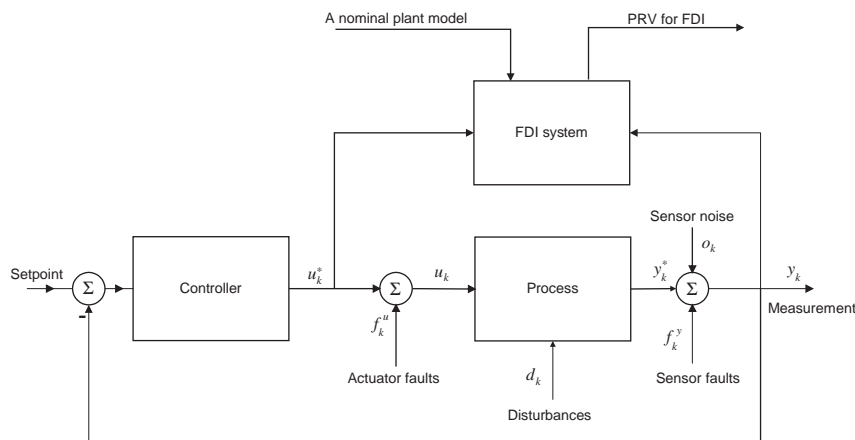 A nominal plant model
PRV for FDI
FDI system
Sensor noise
o_k
Setpoint
Σ
-
Controller
u_k^*
Σ
u_k
Process
y_k^*
Σ
y_k
Measurement
f_k^u
Actuator faults
d_k
Disturbances
f_k^y
Sensor faults